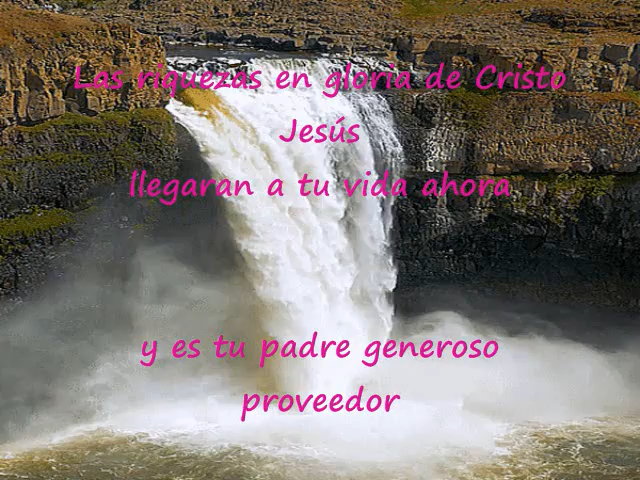 Las riquezas en gloria de Cristo
Jesús
llegaran a tu vida ahora
y es tu padre generoso
proveedor